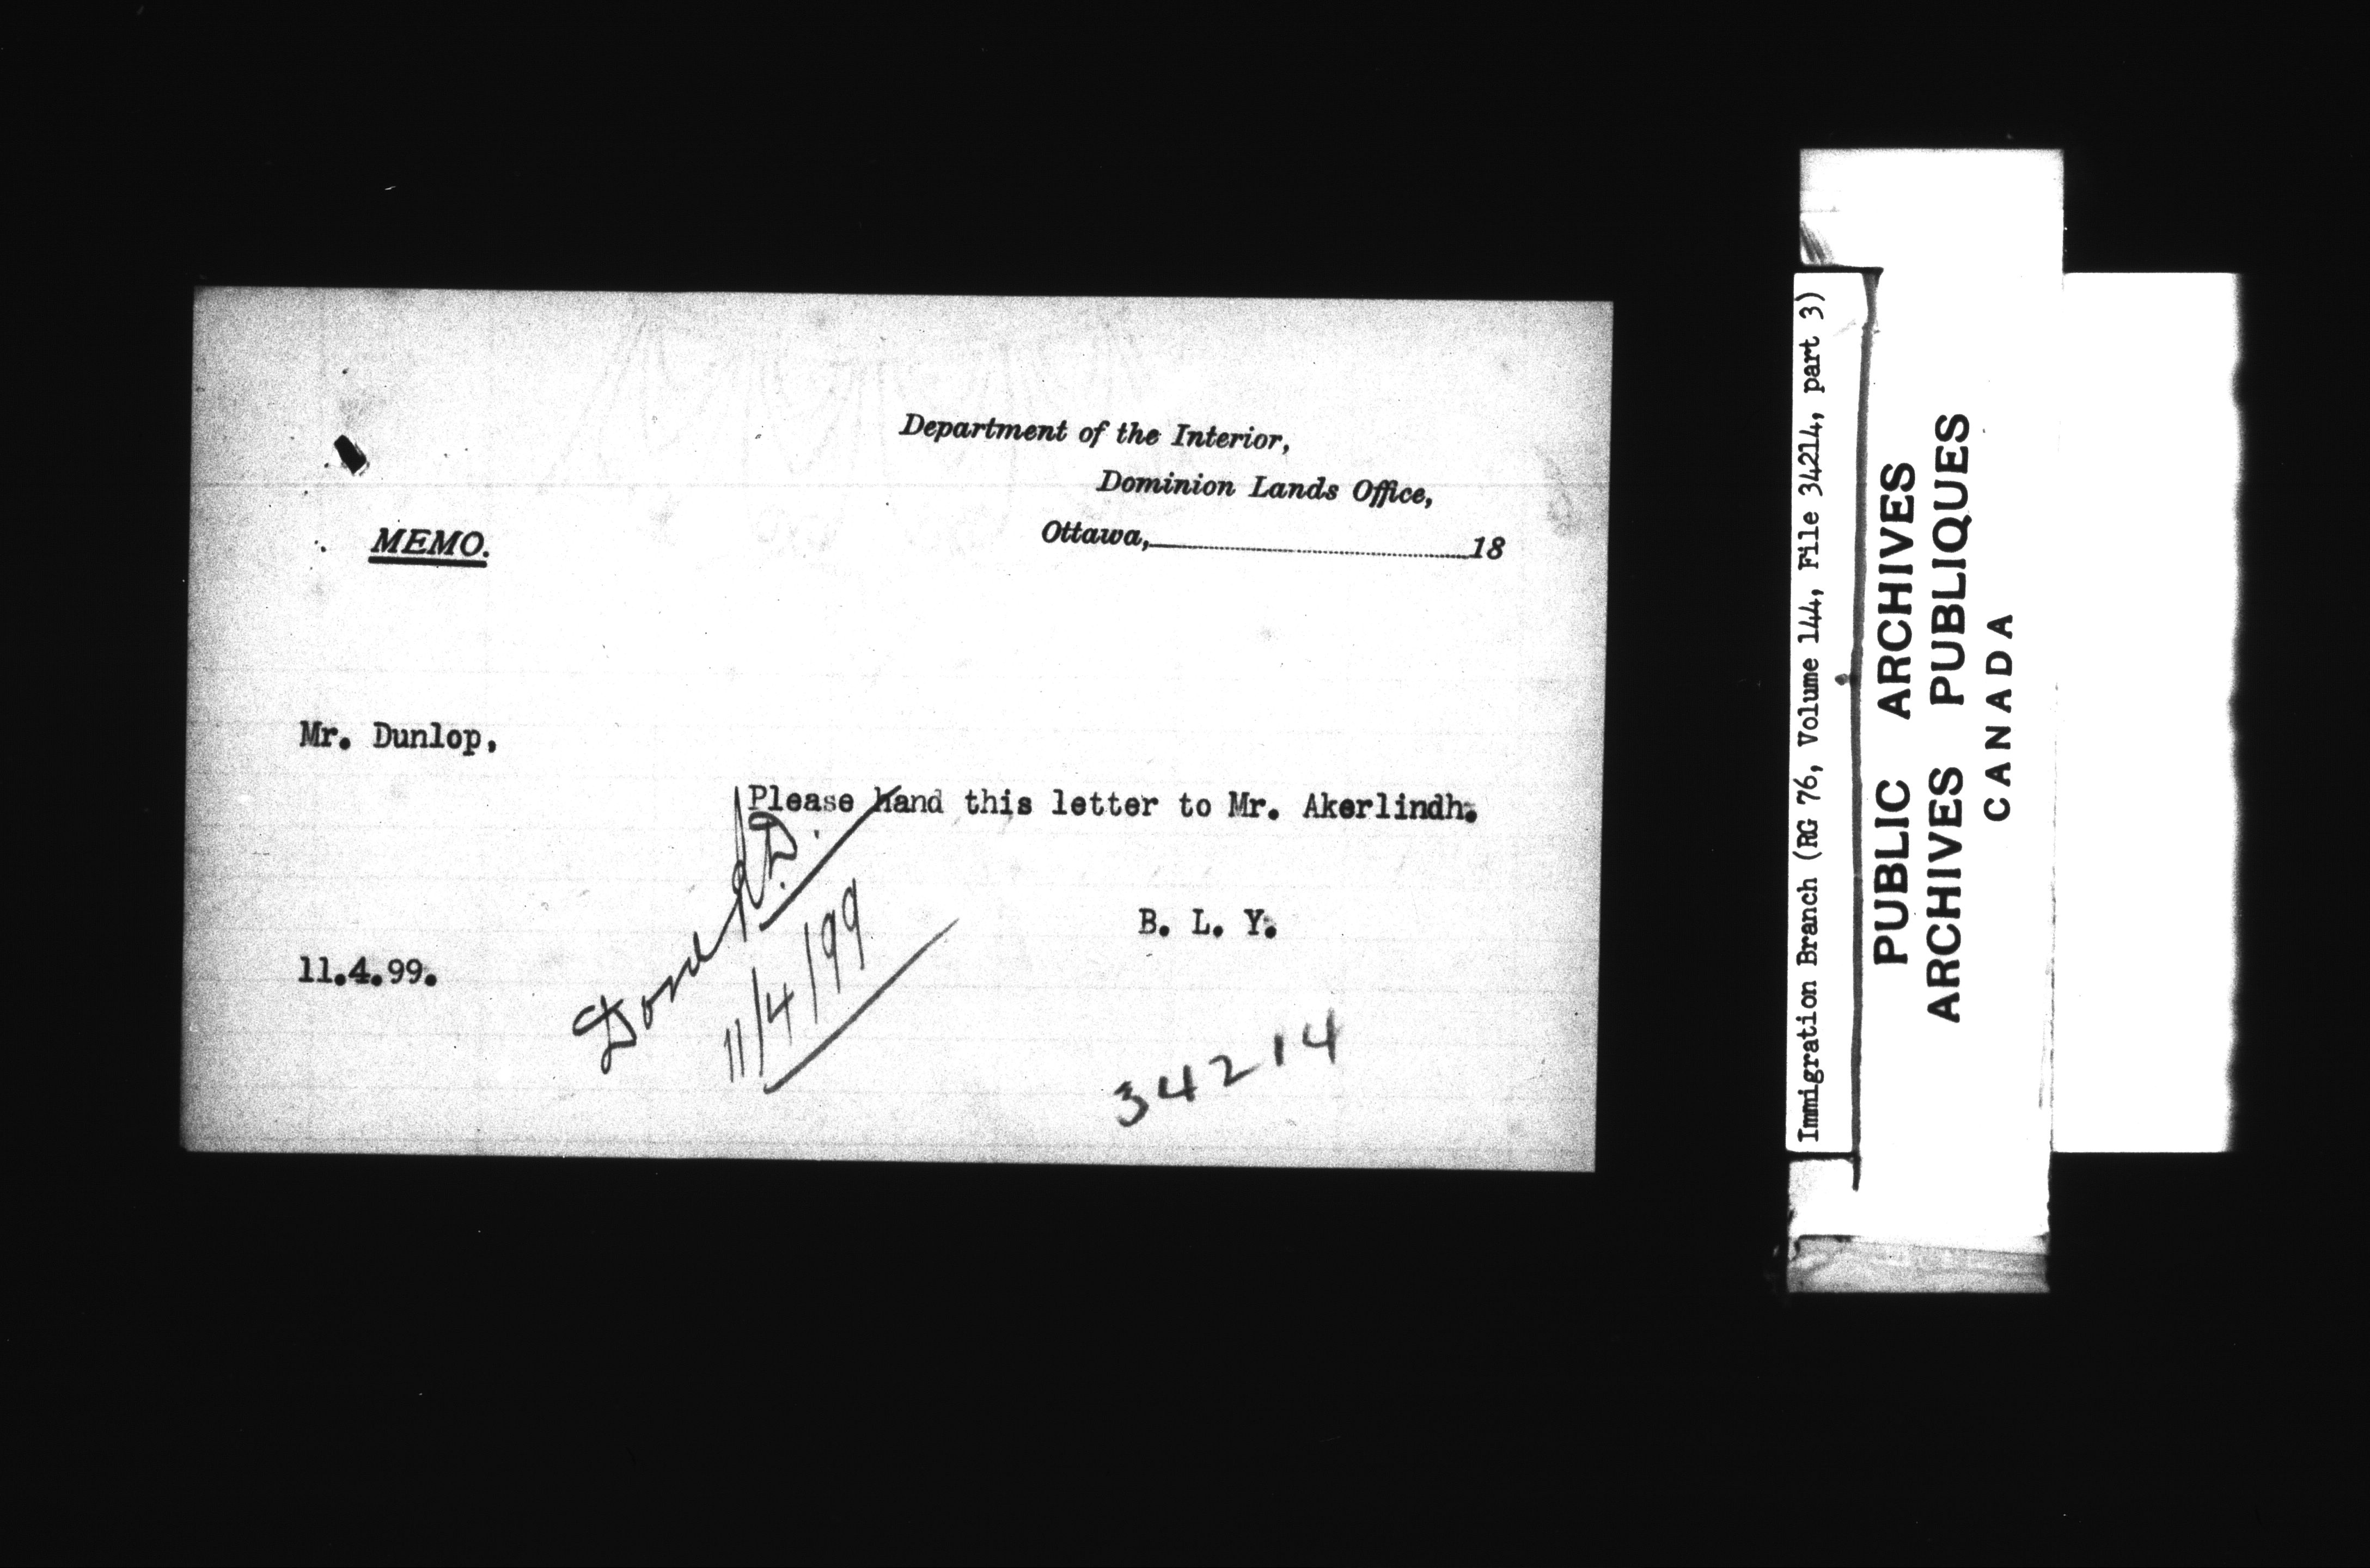 Department of the Interior,
Dominion Lands Office,
Ottawa, 18
MEMO.
Mr. Dunlop,
Please hand this letter to Mr. Akerlindh.
B. L. Y.
11.4.99.
Done
11/4/99
34214
Immigration Branch (RG 76, Volume 144, File 34214, part 3)
PUBLIC ARCHIVES
ARCHIVES PUBLIQUES
CANADA